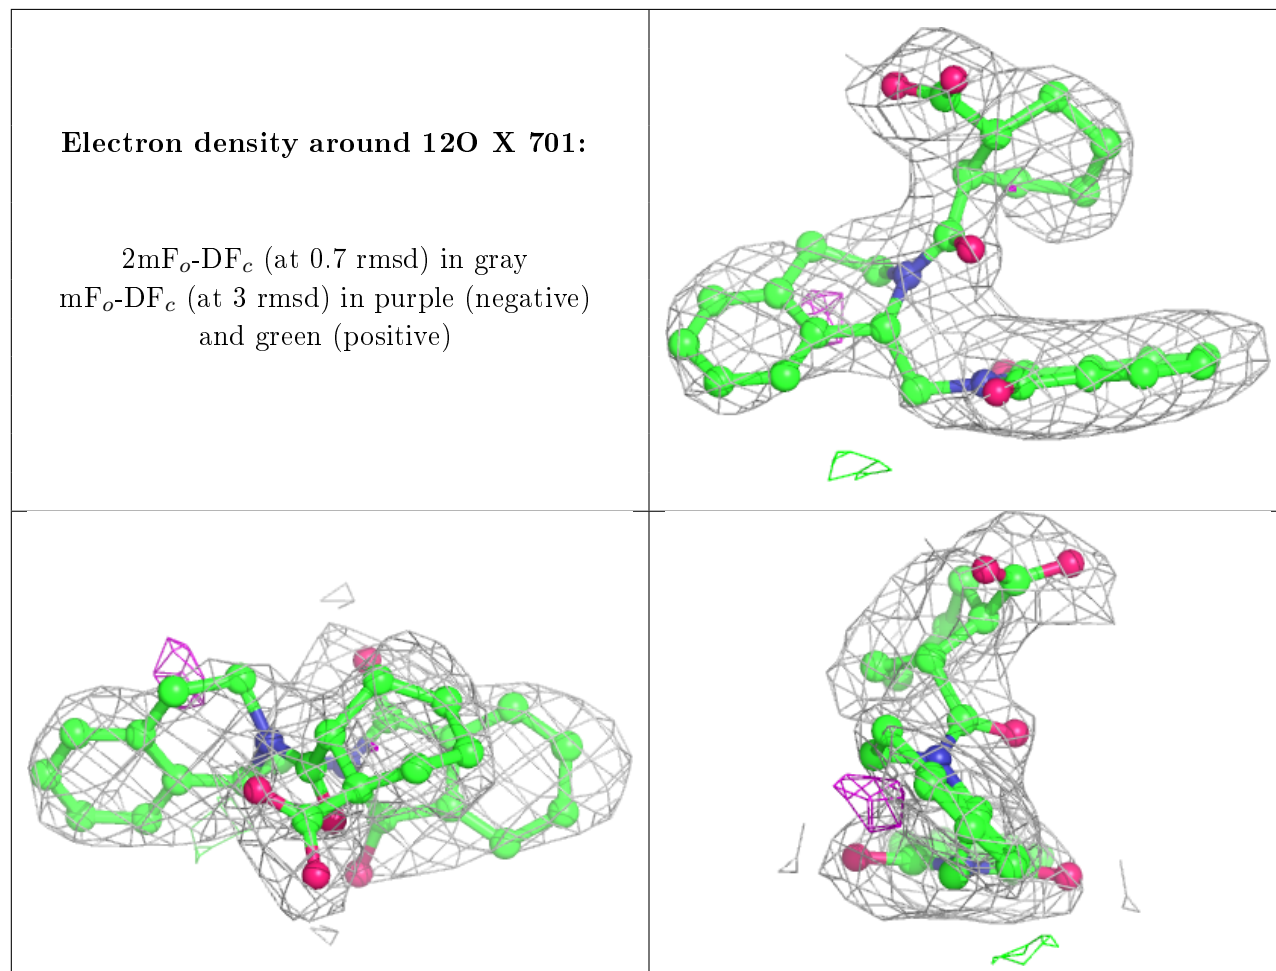 Electron density around 12O X 701:
2mFo-DFc (at 0.7 rmsd) in gray
mFo-DFc (at 3 rmsd) in purple (negative)
and green (positive)